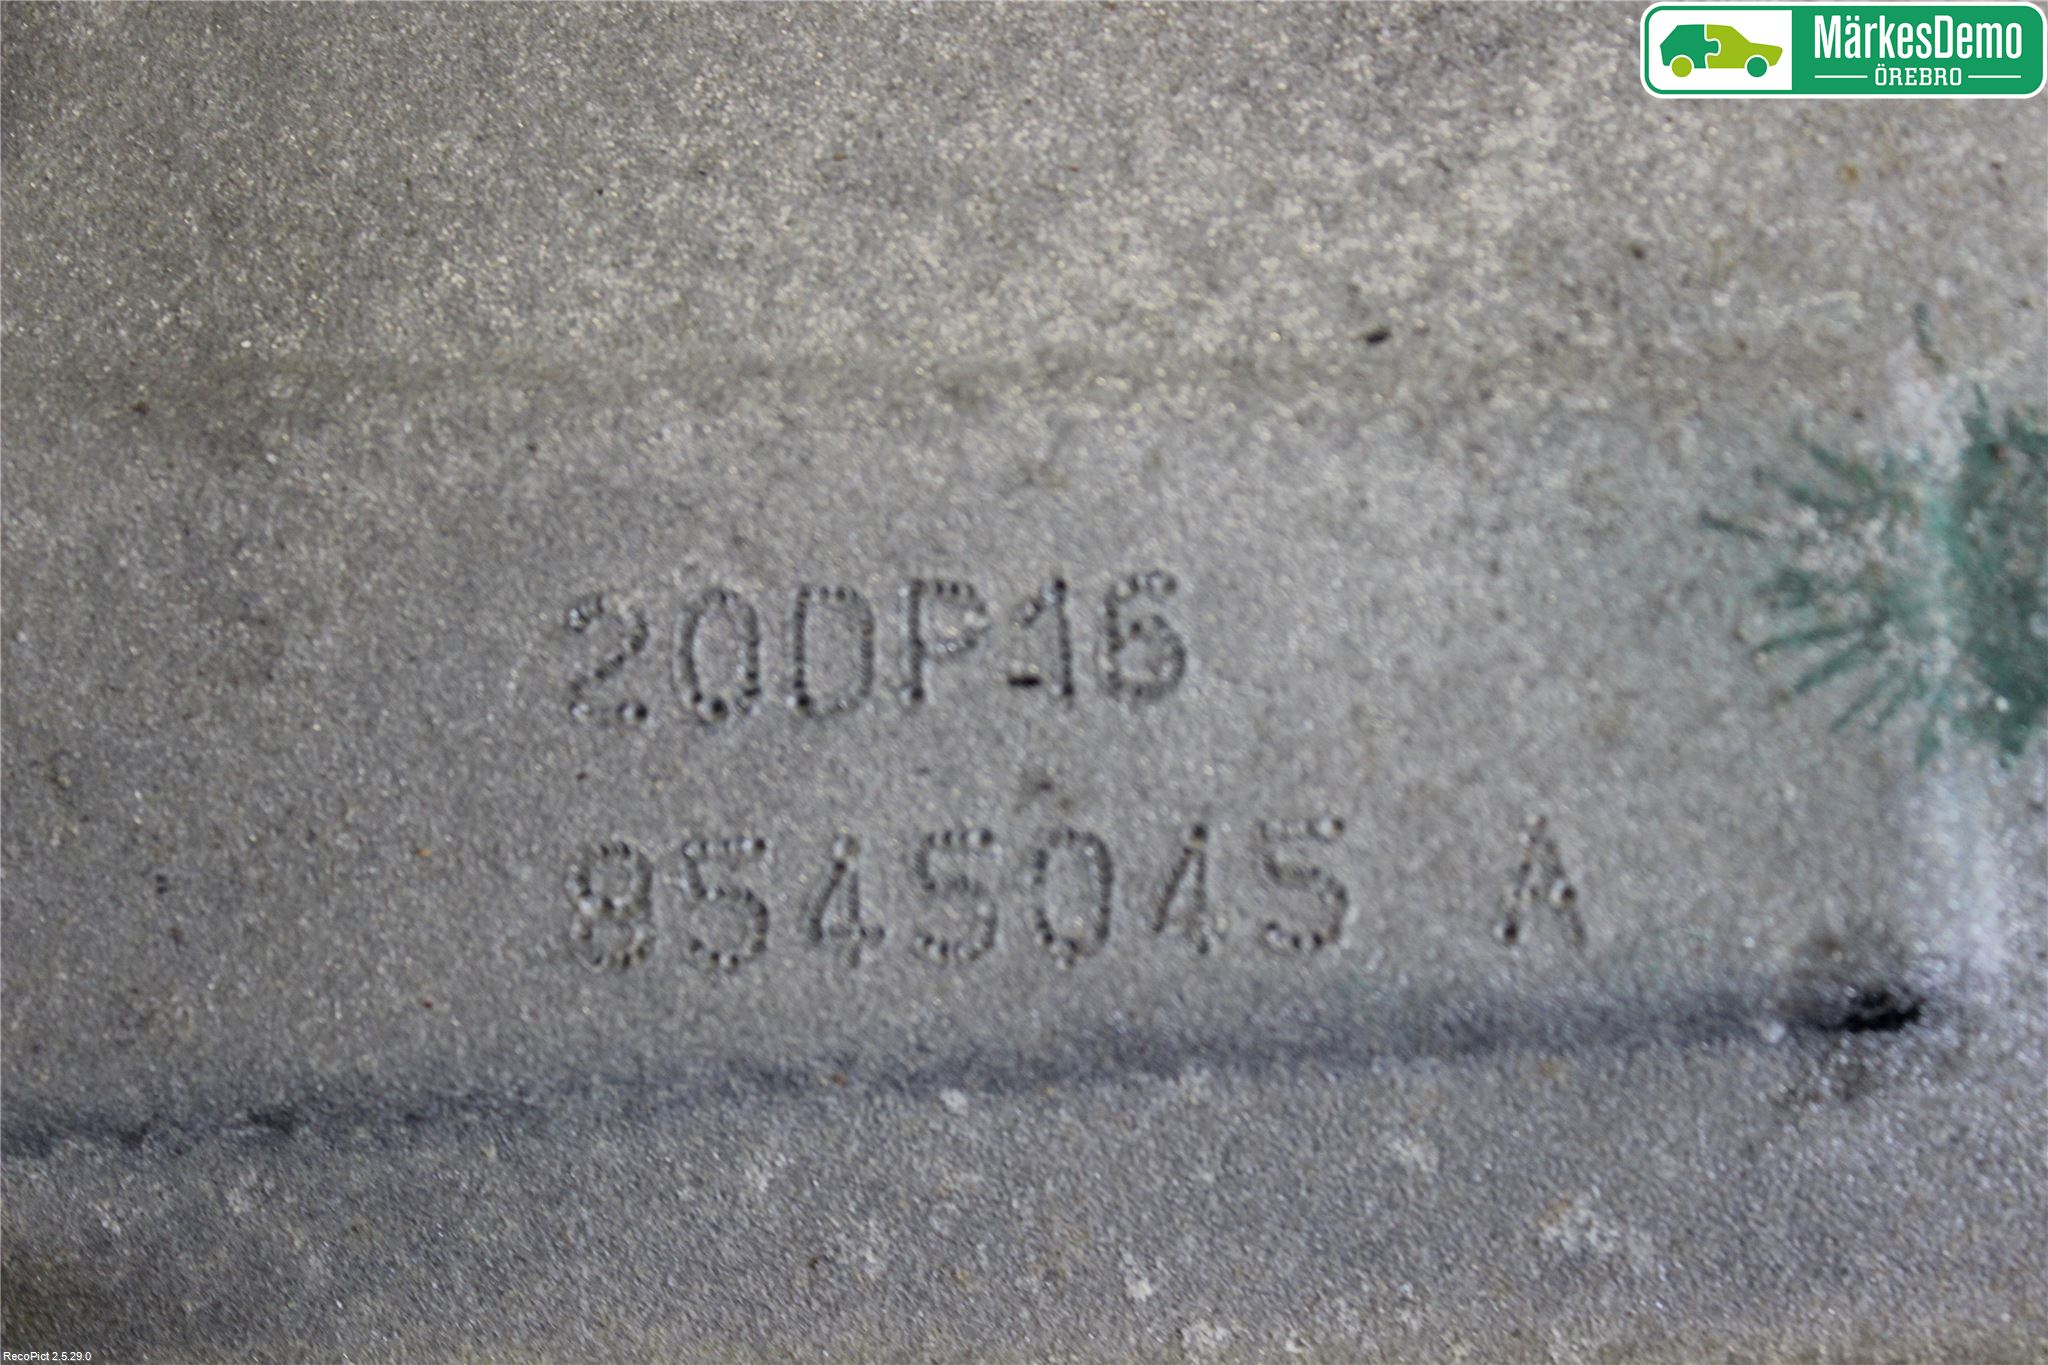 MärkesDemo
ÖREBRO
20DP16
8545045 A
RecoPict 2.5.29.0